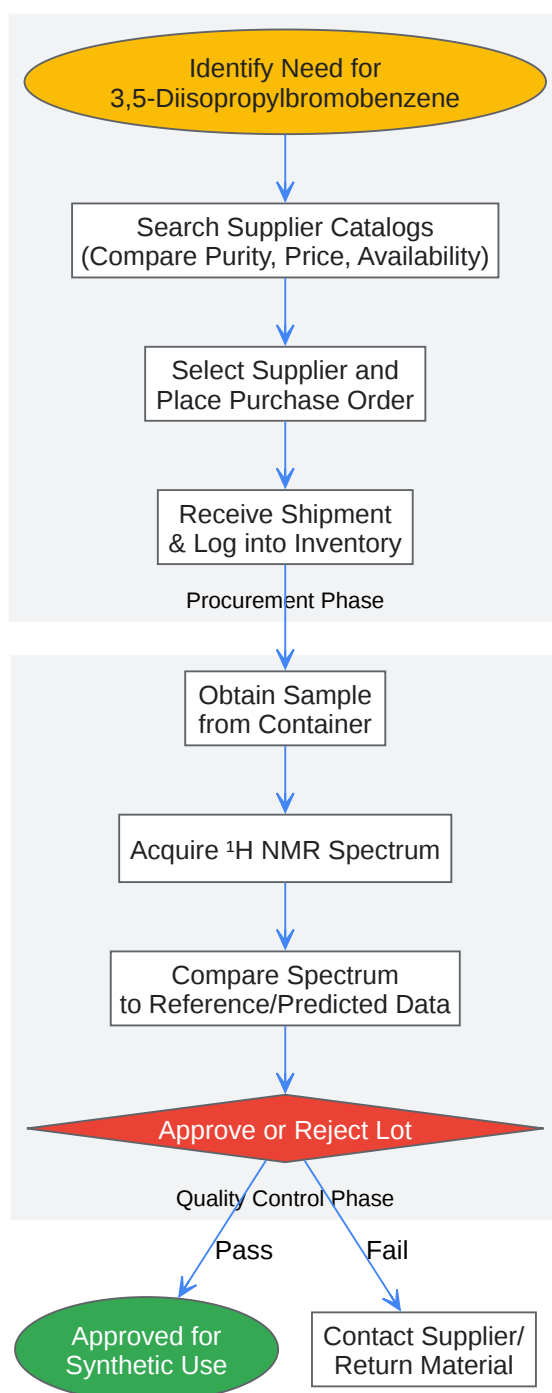 Identify Need for
3,5-Diisopropylbromobenzene
Search Supplier Catalogs
(Compare Purity, Price, Availability)
Select Supplier and
Place Purchase Order
Receive Shipment
& Log into Inventory
Procurement Phase
Obtain Sample
from Container
Acquire ¹H NMR Spectrum
Compare Spectrum
to Reference/Predicted Data
Approve or Reject Lot
Quality Control Phase
Pass
Fail
Approved for
Synthetic Use
Contact Supplier/
Return Material